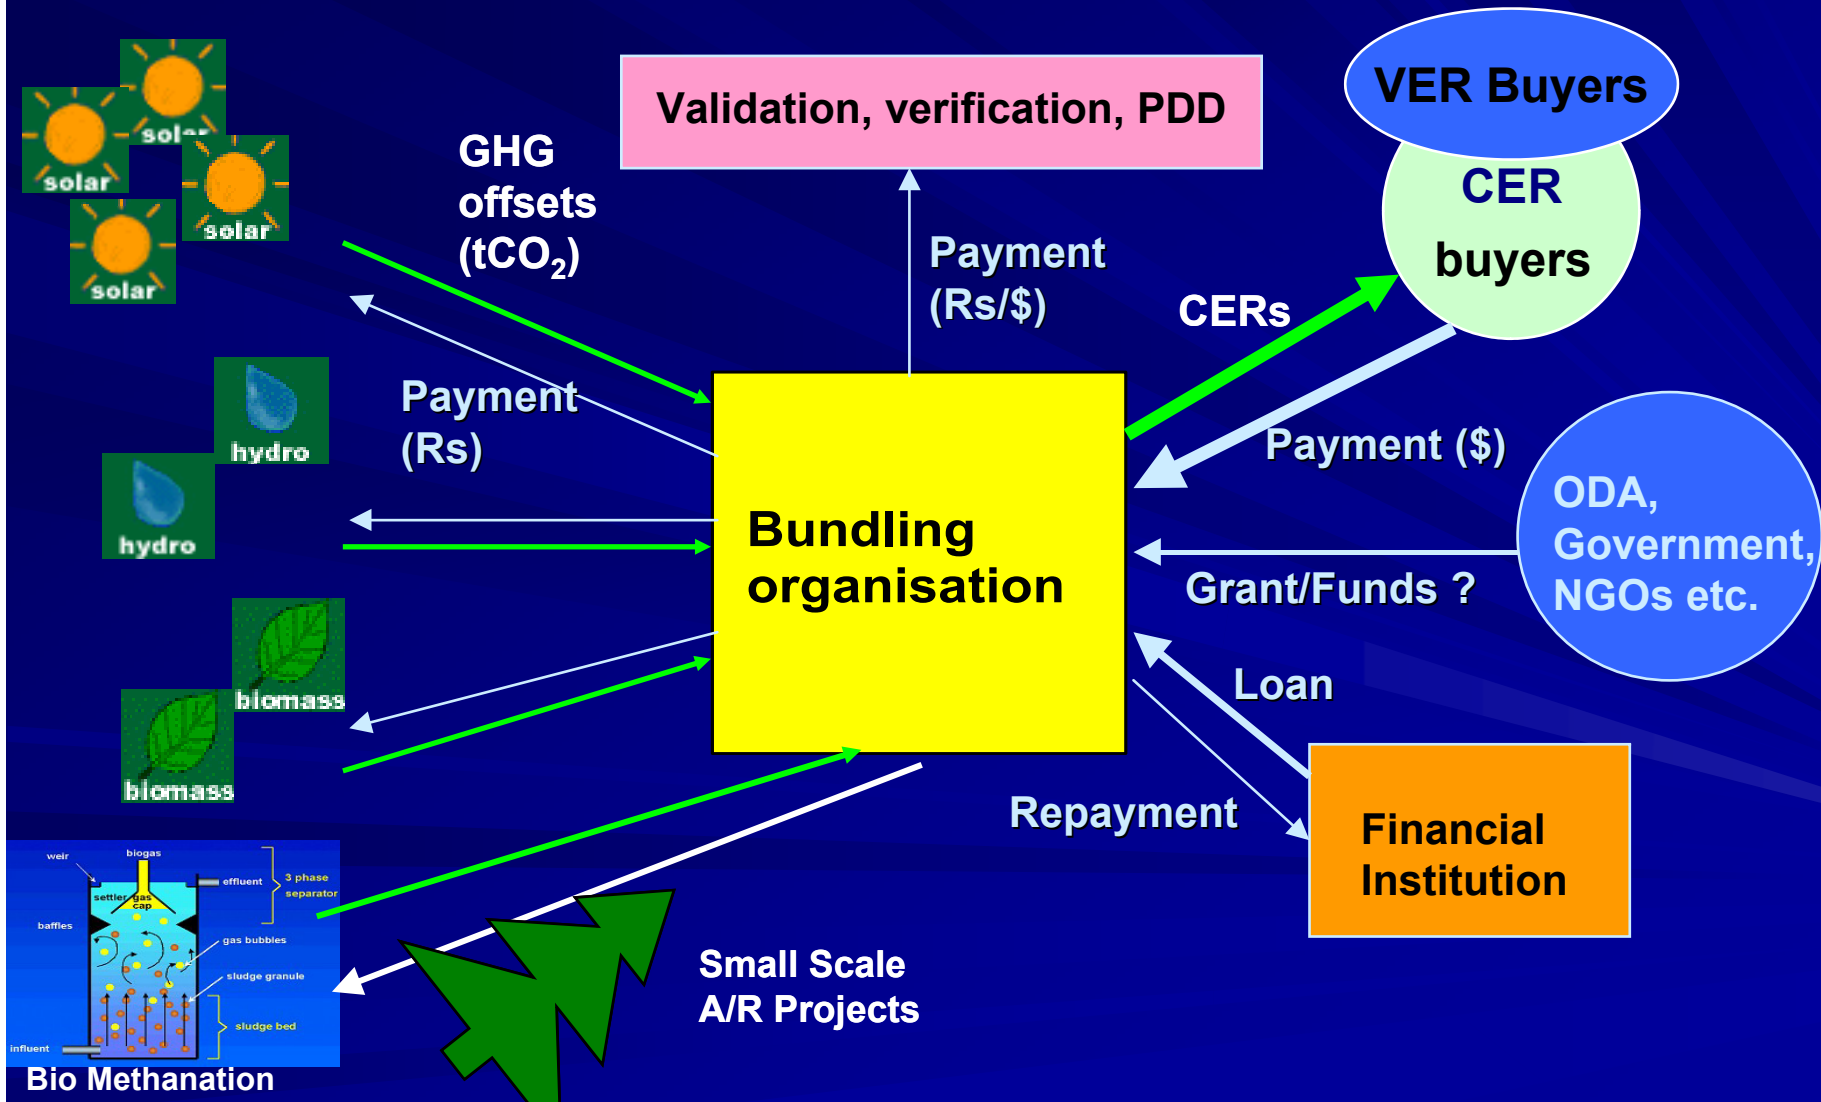 VER Buyers
Validation, verification, PDD
solar
solar
solar
solar
GHG
offsets
(tCO₂)
CER
buyers
Payment
(Rs/$)
CERs
Payment
(Rs)
hydro
hydro
Payment ($)
Bundling
organisation
ODA,
Government,
NGOs etc.
Grant/Funds ?
biomass
biomass
Loan
Repayment
Financial
Institution
weir
biogas
effluent
3 phase
separator
settler
gas
cap
baffles
gas bubbles
sludge granule
sludge bed
influent
Bio Methanation
Small Scale
A/R Projects